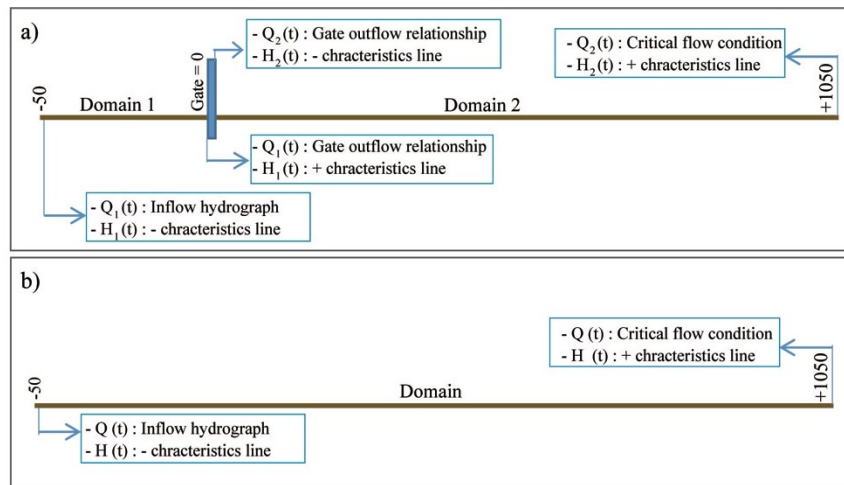 a)
- Q2(t) : Gate outflow relationship
- H2(t): - chracteristics line
- Q2(t): Critical flow condition
- H2(t) : + chracteristics line
-50
Domain 1
Gate = 0
Domain 2
+1050
- Q1(t) : Gate outflow relationship
- H1(t) : + chracteristics line
- Q1(t) : Inflow hydrograph
- H1(t) : - chracteristics line
b)
- Q (t) : Critical flow condition
- H (t) : + chracteristics line
-50
Domain
+1050
- Q (t) : Inflow hydrograph
- H (t) : - chracteristics line